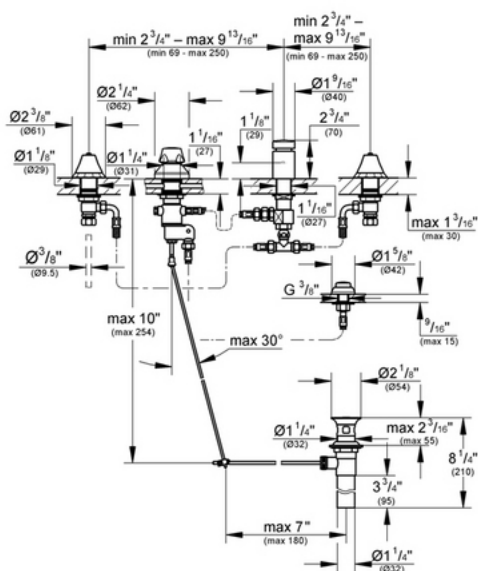 min 2 3/4" –
max 9 13/16"
(min 69 - max 250)
min 2 3/4" – max 9 13/16"
(min 69 - max 250)
Ø1 9/16"
(Ø40)
Ø2 1/4"
(Ø62)
Ø2 3/8"
(Ø61)
1 1/8"
(29)
2 3/4"
(70)
1 1/16"
(27)
Ø1 1/8"
(Ø29)
Ø1 1/4"
(Ø31)
1 1/16"
(Ø27)
max 1 3/16"
(max 30)
Ø3/8"
(Ø9.5)
Ø1 5/8"
(Ø42)
G 3/8"
9/16"
(max 15)
max 10"
(max 254)
max 30°
Ø2 1/8"
(Ø54)
Ø1 1/4"
(Ø32)
max 2 3/16"
(max 55)
8 1/4"
(210)
3 3/4"
(95)
max 7"
(max 180)
Ø1 1/4"
(Ø32)